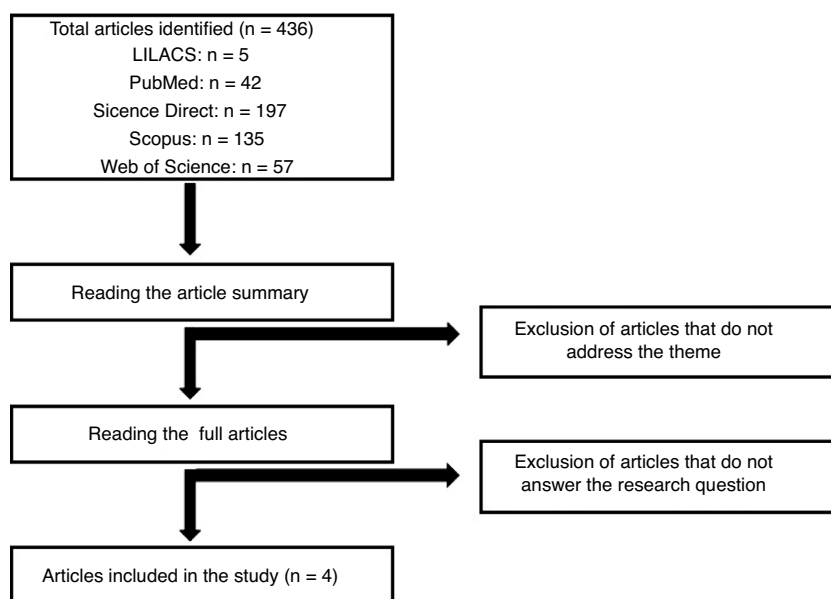 Total articles identified (n = 436)
LILACS: n = 5
PubMed: n = 42
Sicence Direct: n = 197
Scopus: n = 135
Web of Science: n = 57
Reading the article summary
Exclusion of articles that do not
address the theme
Reading the full articles
Exclusion of articles that do not
answer the research question
Articles included in the study (n = 4)